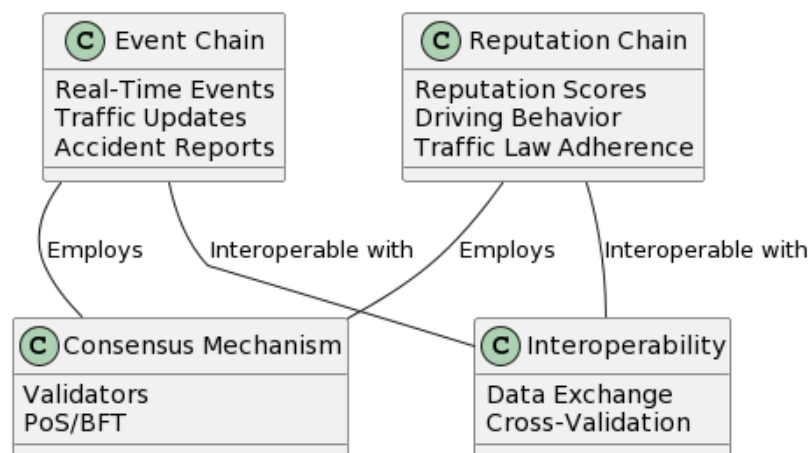 C Event Chain
Real-Time Events
Traffic Updates
Accident Reports
C Reputation Chain
Reputation Scores
Driving Behavior
Traffic Law Adherence
Employs
Interoperable with
Employs
Interoperable with
C Consensus Mechanism
Validators
PoS/BFT
C Interoperability
Data Exchange
Cross-Validation